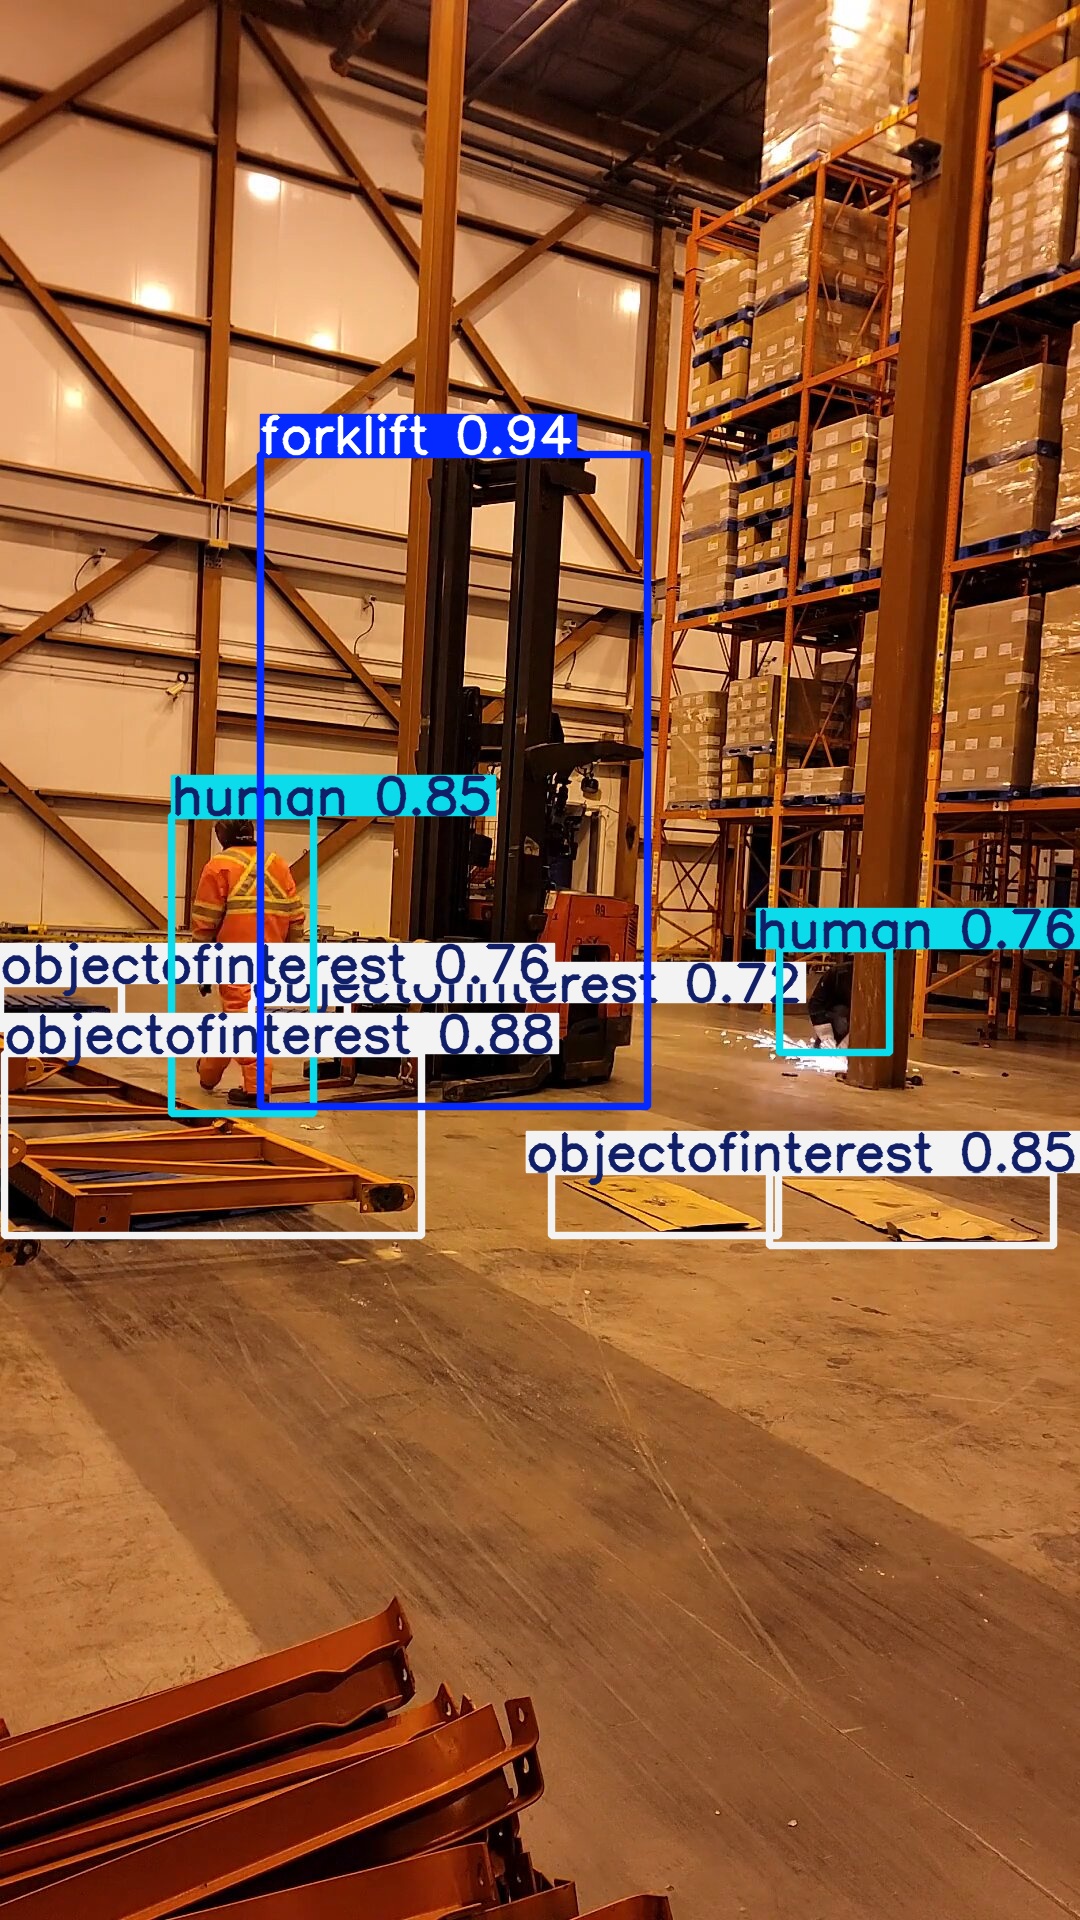 forklift 0.94
human 0.85
human 0.76
objectofinterest 0.76
objectofinterest 0.72
objectofinterest 0.88
objectofinterest 0.85
89